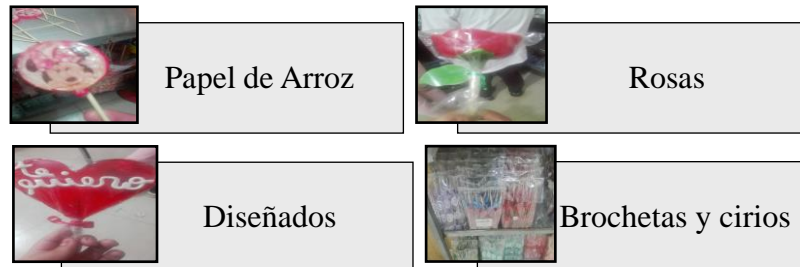 Papel de Arroz
Rosas
te
quiero
Diseñados
Brochetas y cirios